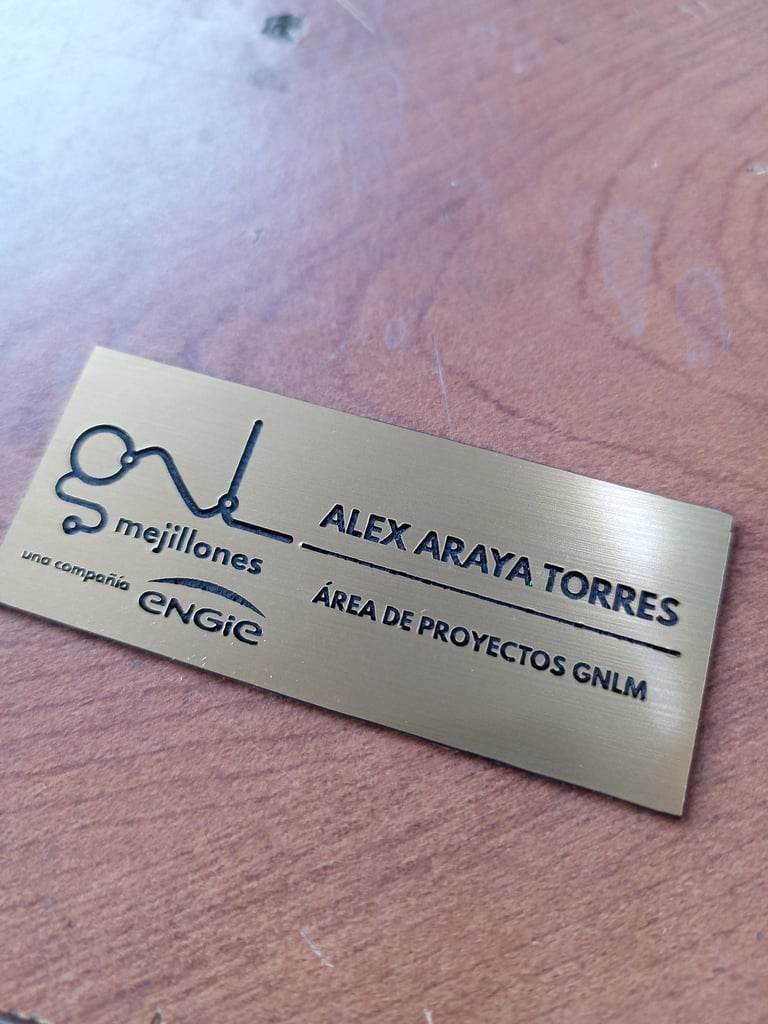 gnl
mejillones
una compañía
ENGIE
ALEX ARAYA TORRES
ÁREA DE PROYECTOS GNLM